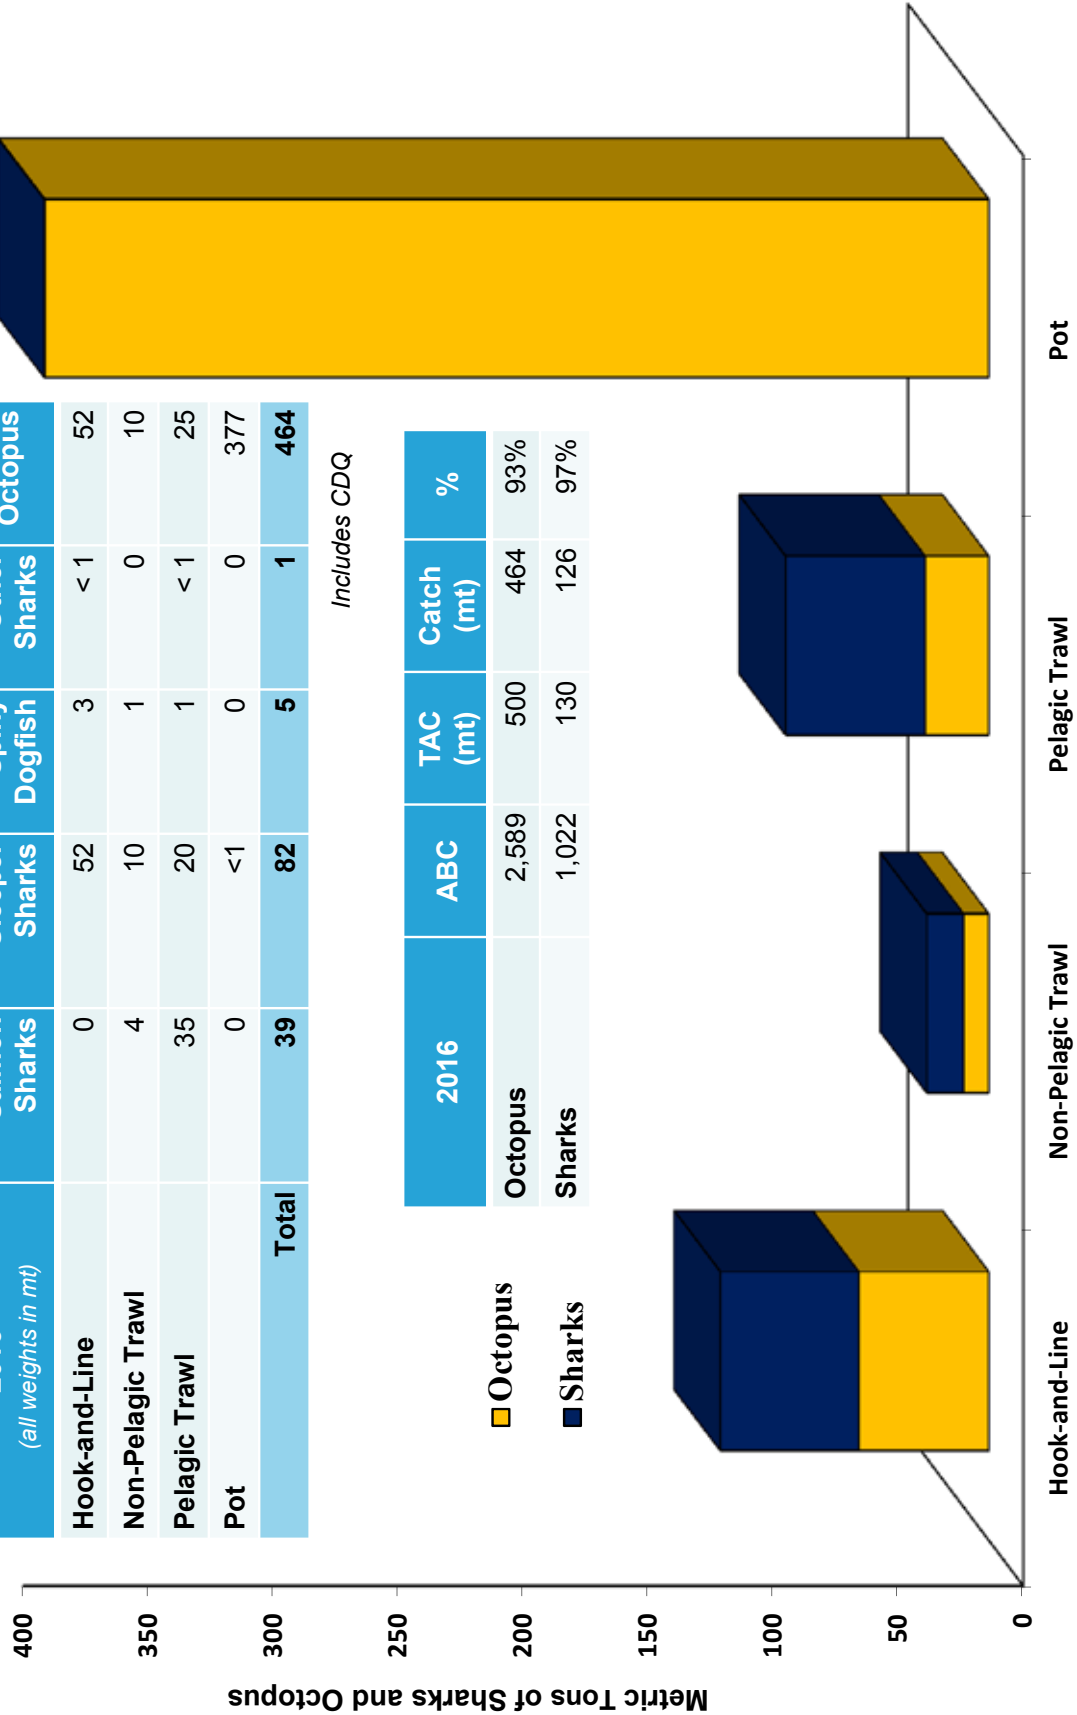 (all weights in mt)
Sharks
Sharks
Dogfish
Sharks
Octopus
Hook-and-Line 0 52 3 < 1 52
Non-Pelagic Trawl 4 10 1 0 10
Pelagic Trawl 35 20 1 < 1 25
Pot 0 <1 0 0 377
Total 39 82 5 1 464
Includes CDQ
2016 ABC TAC (mt) Catch (mt) %
Octopus 2,589 500 464 93%
Sharks 1,022 130 126 97%
Octopus
Sharks
400
350
300
250
200
150
100
50
0
Metric Tons of Sharks and Octopus
Hook-and-Line
Non-Pelagic Trawl
Pelagic Trawl
Pot